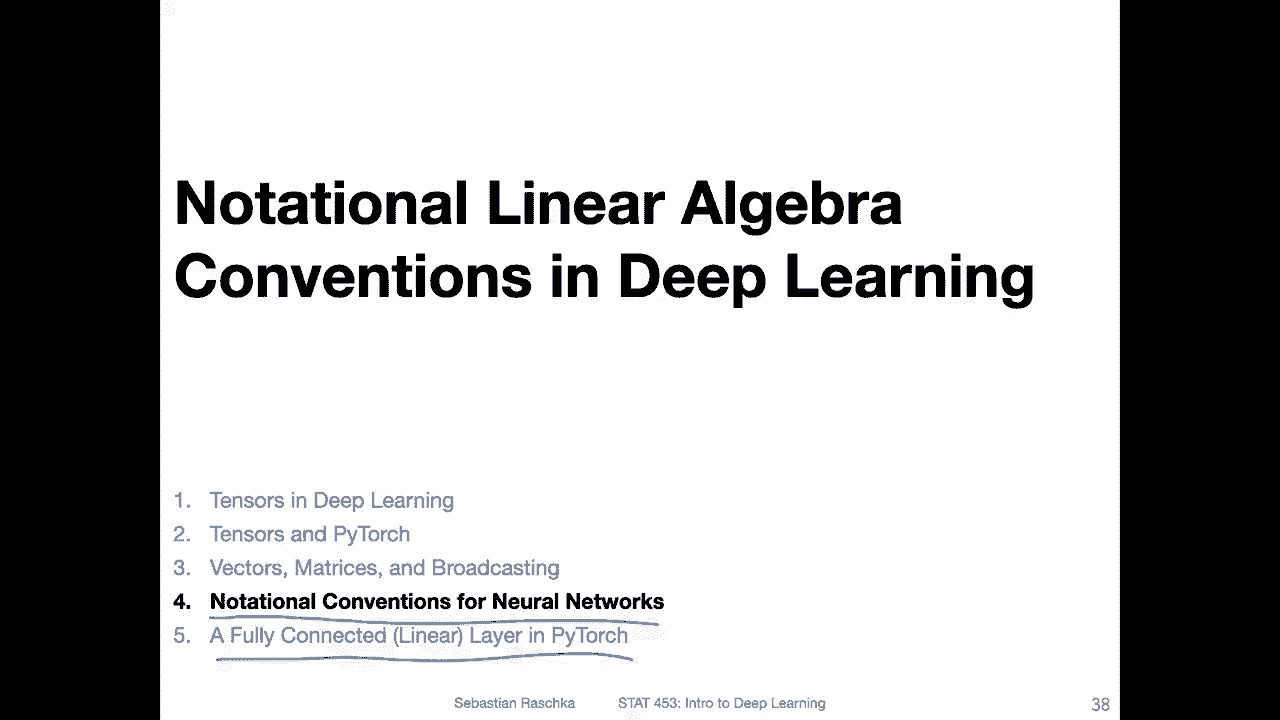 Notational Linear Algebra
Conventions in Deep Learning
1. Tensors in Deep Learning
2. Tensors and PyTorch
3. Vectors, Matrices, and Broadcasting
4. Notational Conventions for Neural Networks
5. A Fully Connected (Linear) Layer in PyTorch
Sebastian Raschka STAT 453: Intro to Deep Learning 38